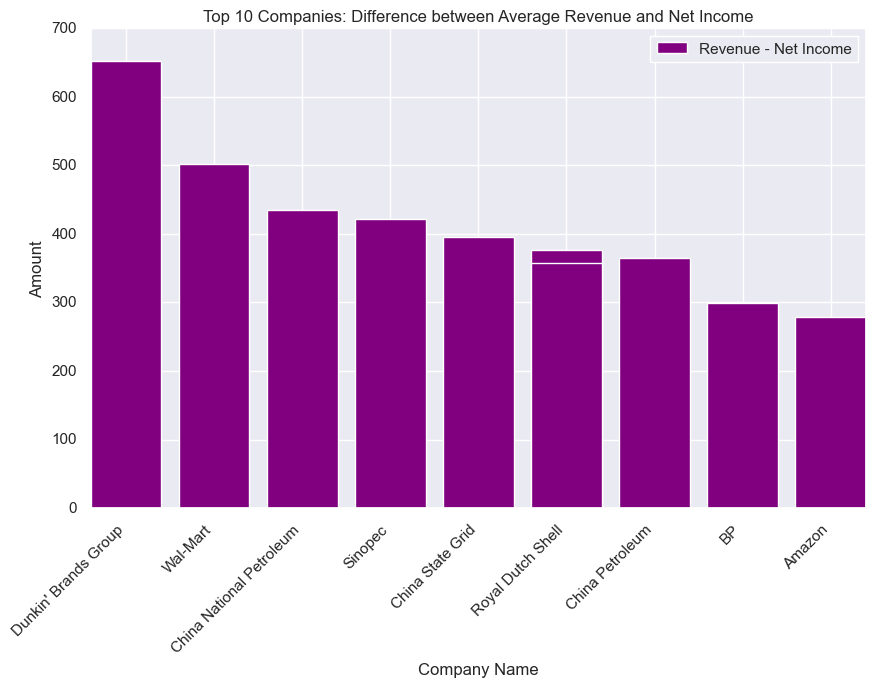 Top 10 Companies: Difference between Average Revenue and Net Income
Revenue - Net Income
Amount
700
600
500
400
300
200
100
0
Dunkin' Brands Group
Wal-Mart
China National Petroleum
Sinopec
China State Grid
Royal Dutch Shell
China Petroleum
BP
Amazon
Company Name